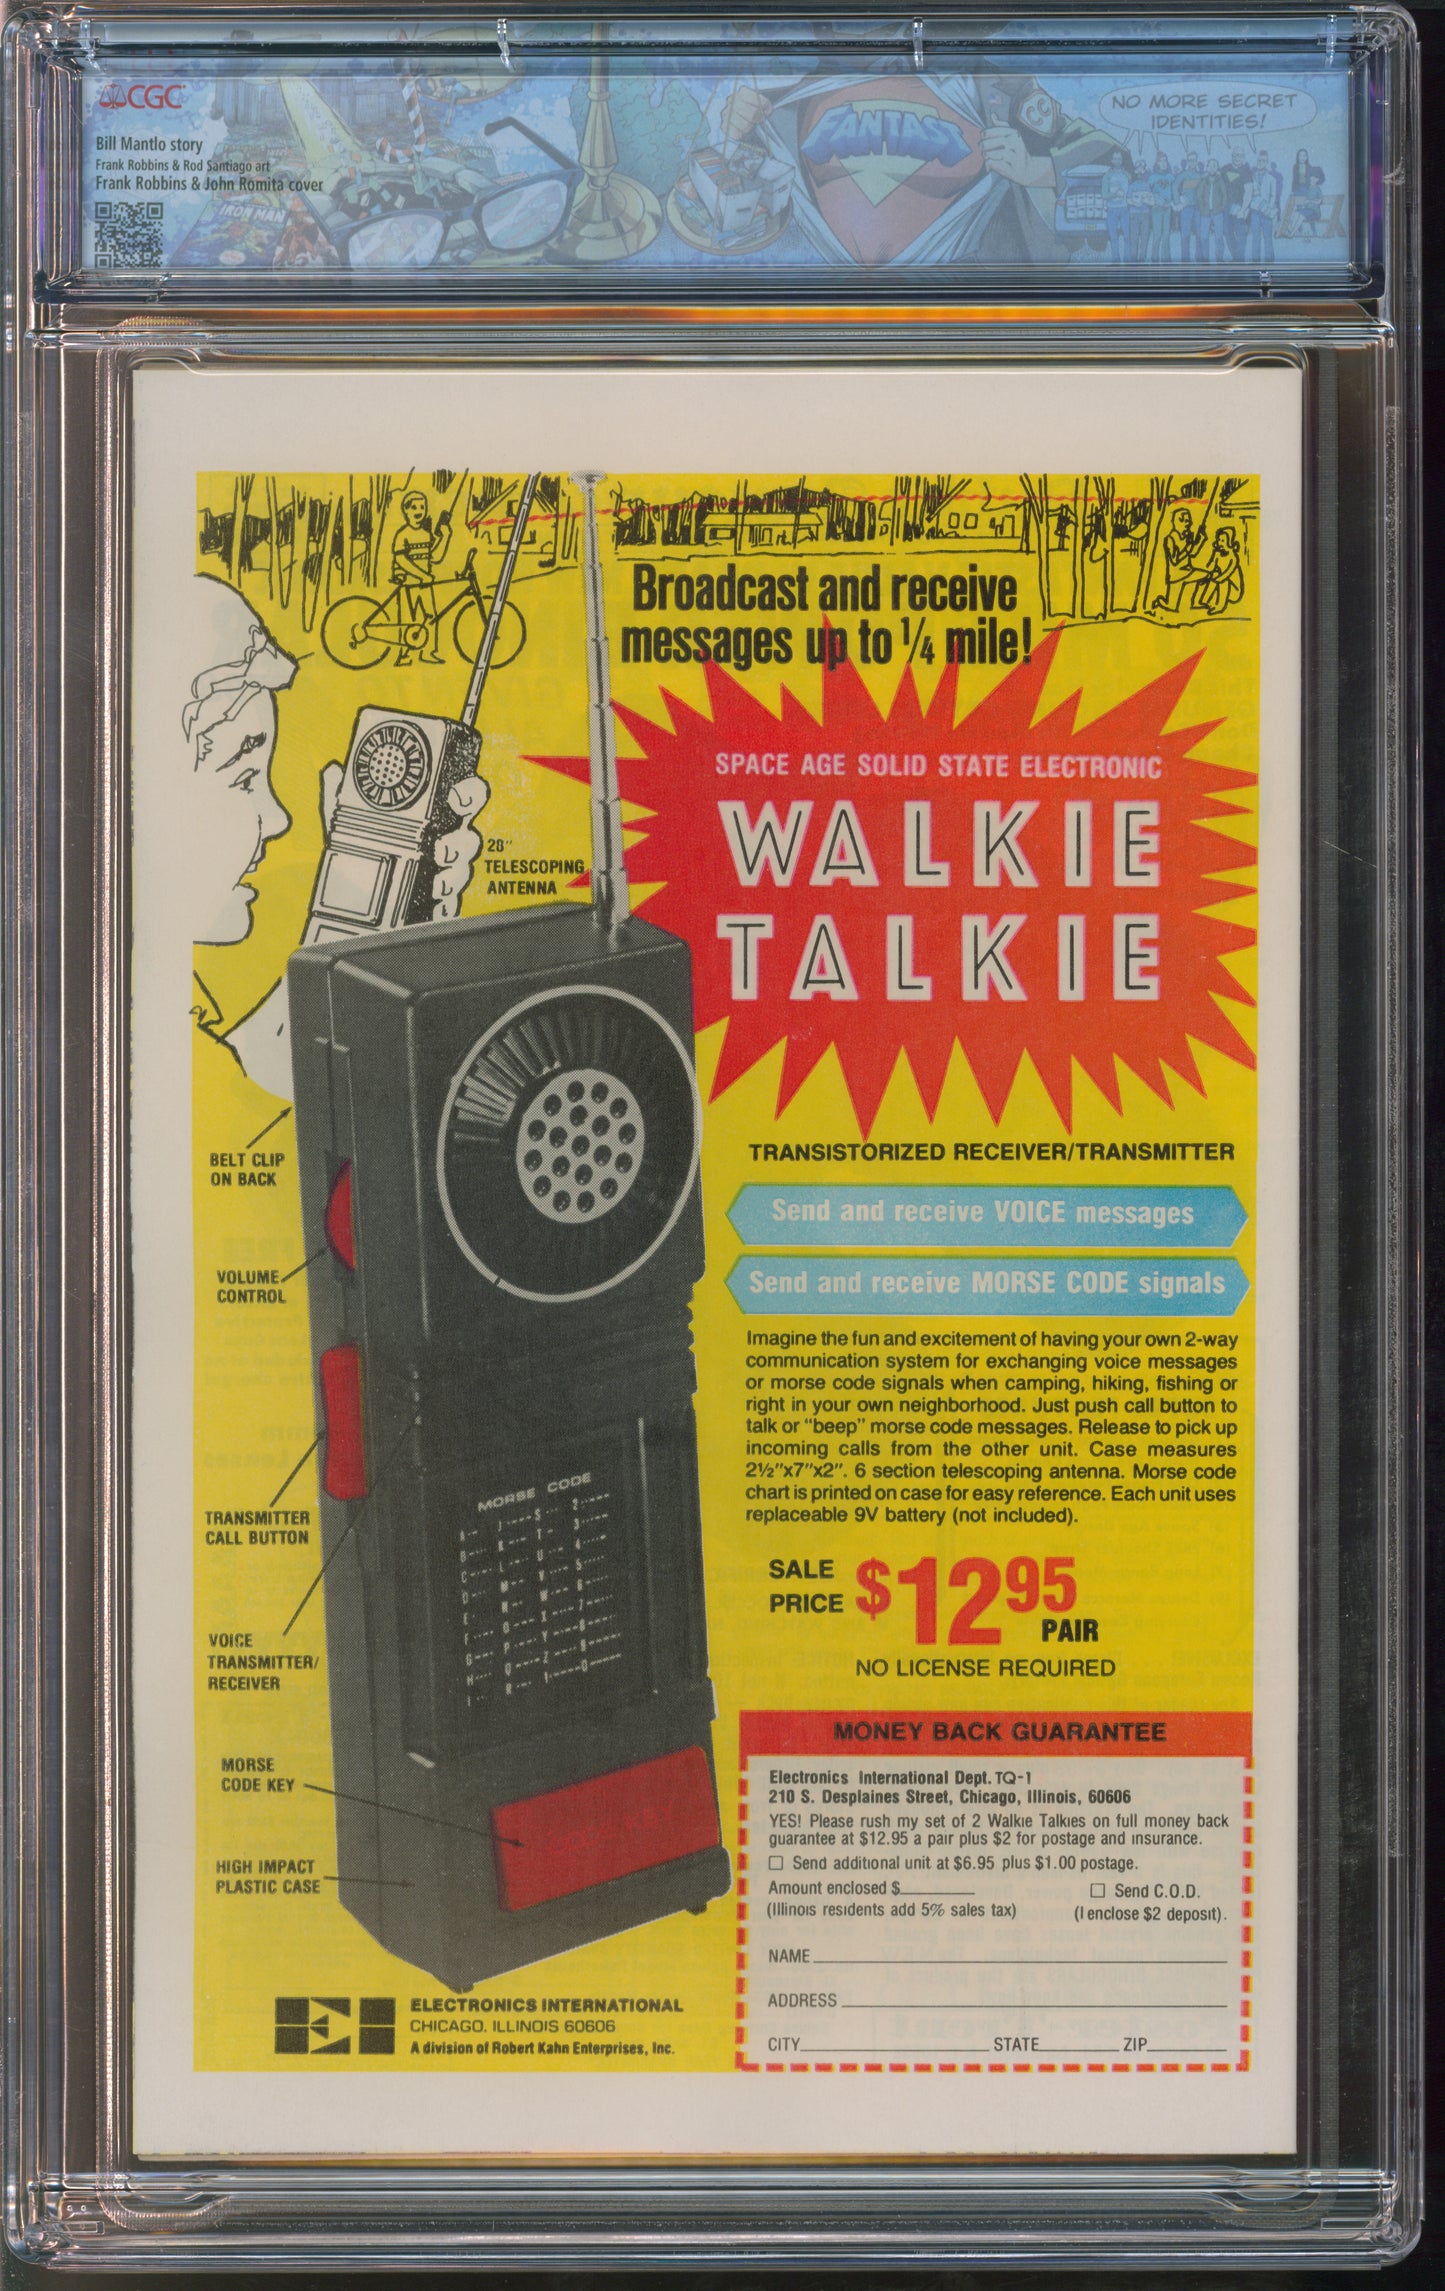 CGC
Bill Mantlo story
Frank Robbins & Rod Santiago art
Frank Robbins & John Romita cover
IRON MAN
FANTAST
NO MORE SECRET
IDENTITIES!
Broadcast and receive
messages up to 1/4 mile!
SPACE AGE SOLID STATE ELECTRONIC
WALKIE
TALKIE
28"
TELESCOPING
ANTENNA
TRANSISTORIZED RECEIVER/TRANSMITTER
Send and receive VOICE messages
Send and receive MORSE CODE signals
BELT CLIP
ON BACK
VOLUME
CONTROL
TRANSMITTER
CALL BUTTON
VOICE
TRANSMITTER/
RECEIVER
MORSE
CODE KEY
HIGH IMPACT
PLASTIC CASE
MORSE CODE
Imagine the fun and excitement of having your own 2-way
communication system for exchanging voice messages
or morse code signals when camping, hiking, fishing or
right in your own neighborhood. Just push call button to
talk or "beep" morse code messages. Release to pick up
incoming calls from the other unit. Case measures
2½"x7"x2". 6 section telescoping antenna. Morse code
chart is printed on case for easy reference. Each unit uses
replaceable 9V battery (not included).
SALE
PRICE $12.95
PAIR
NO LICENSE REQUIRED
MONEY BACK GUARANTEE
Electronics International Dept. TQ-1
210 S. Desplaines Street, Chicago, Illinois, 60606
YES! Please rush my set of 2 Walkie Talkies on full money back
guarantee at $12.95 a pair plus $2 for postage and insurance.
☐ Send additional unit at $6.95 plus $1.00 postage.
Amount enclosed $________ ☐ Send C.O.D.
(Illinois residents add 5% sales tax) (I enclose $2 deposit).
NAME
ADDRESS
CITY STATE ZIP
ELECTRONICS INTERNATIONAL
CHICAGO, ILLINOIS 60606
A division of Robert Kahn Enterprises, Inc.